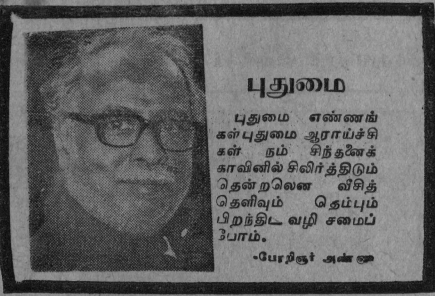 புதுமை
புதுமை எண்ணங்
கள்புதுமை ஆராய்ச்சி
கள் நம் சிந்தனைக்
காவினில் சிலிர்த்திடும்
தென்றலென வீசித்
தெளிவும் தெம்பும்
பிறந்திட வழி சமைப்
போம்.
-பேரறிஞர் அண்ணா